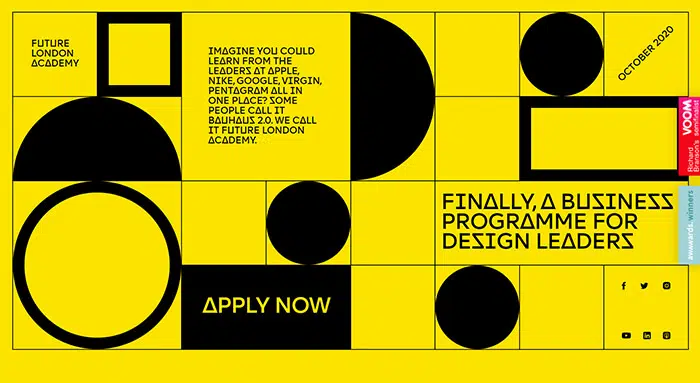 FUTURE
LONDON
ACADEMY
IMAGINE YOU COULD
LEARN FROM THE
LEADERS AT APPLE,
NIKE, GOOGLE, VIRGIN,
PENTAGRAM ALL IN
ONE PLACE? SOME
PEOPLE CALL IT
BAUHAUS 2.0. WE CALL
IT FUTURE LONDON
ACADEMY.
OCTOBER 2020
VOOM
Richard
Branson's semifinalist
FINALLY, A BUSINESS
PROGRAMME FOR
DESIGN LEADERS
awwwards. winners
APPLY NOW